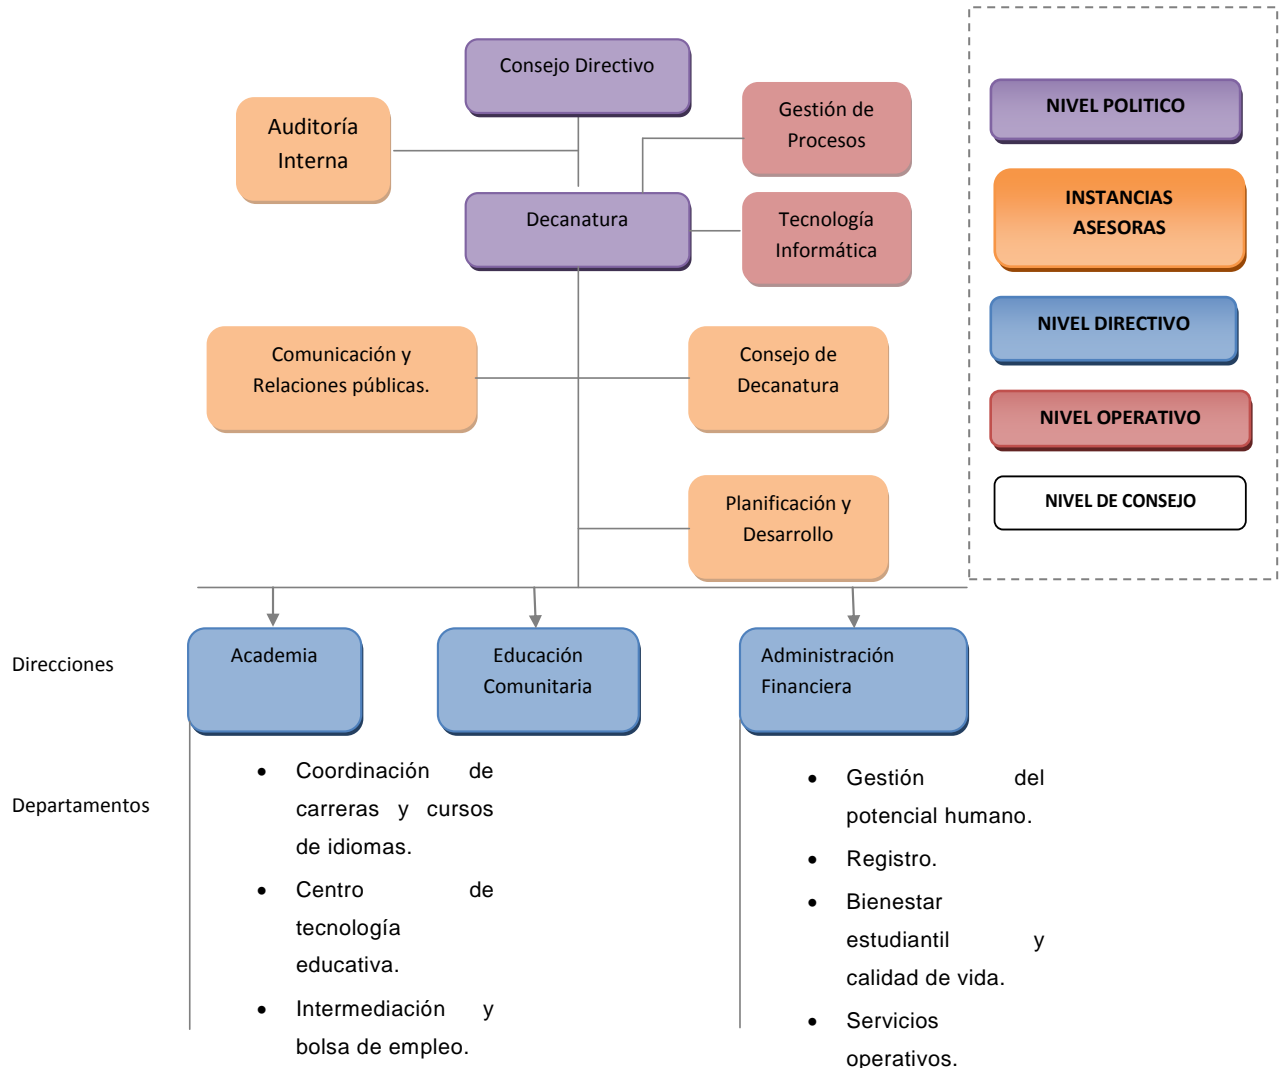 Consejo Directivo
Auditoría
Interna
Gestión de
Procesos
Decanatura
Tecnología
Informática
Comunicación y
Relaciones públicas.
Consejo de
Decanatura
Planificación y
Desarrollo
NIVEL POLITICO
INSTANCIAS
ASESORAS
NIVEL DIRECTIVO
NIVEL OPERATIVO
NIVEL DE CONSEJO
Direcciones
Academia
Educación
Comunitaria
Administración
Financiera
Departamentos
• Coordinación de
carreras y cursos
de idiomas.
• Centro de
tecnología
educativa.
• Intermediación y
bolsa de empleo.
• Gestión del
potencial humano.
• Registro.
• Bienestar
estudiantil y
calidad de vida.
• Servicios
operativos.